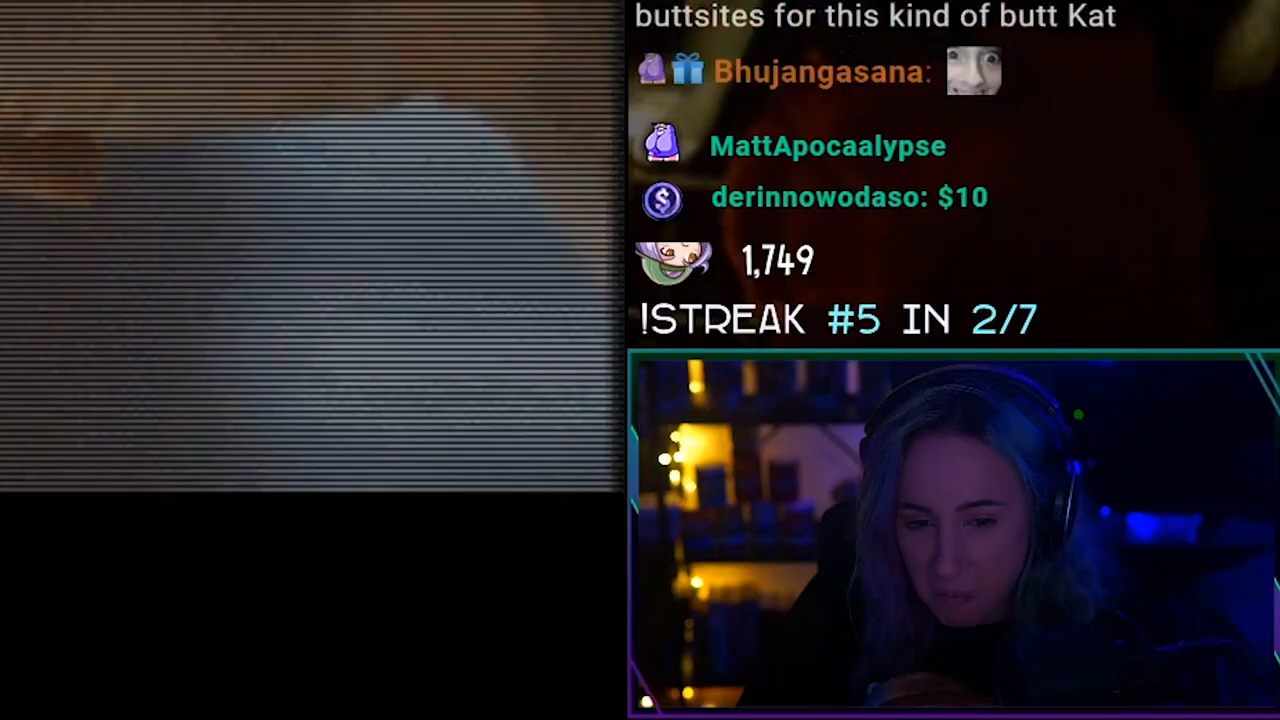 buttsites for this kind of butt Kat
Bhujangasana:
MattApocaalypse
derinnowodaso: $10
1,749
!STREAK #5 IN 2/7